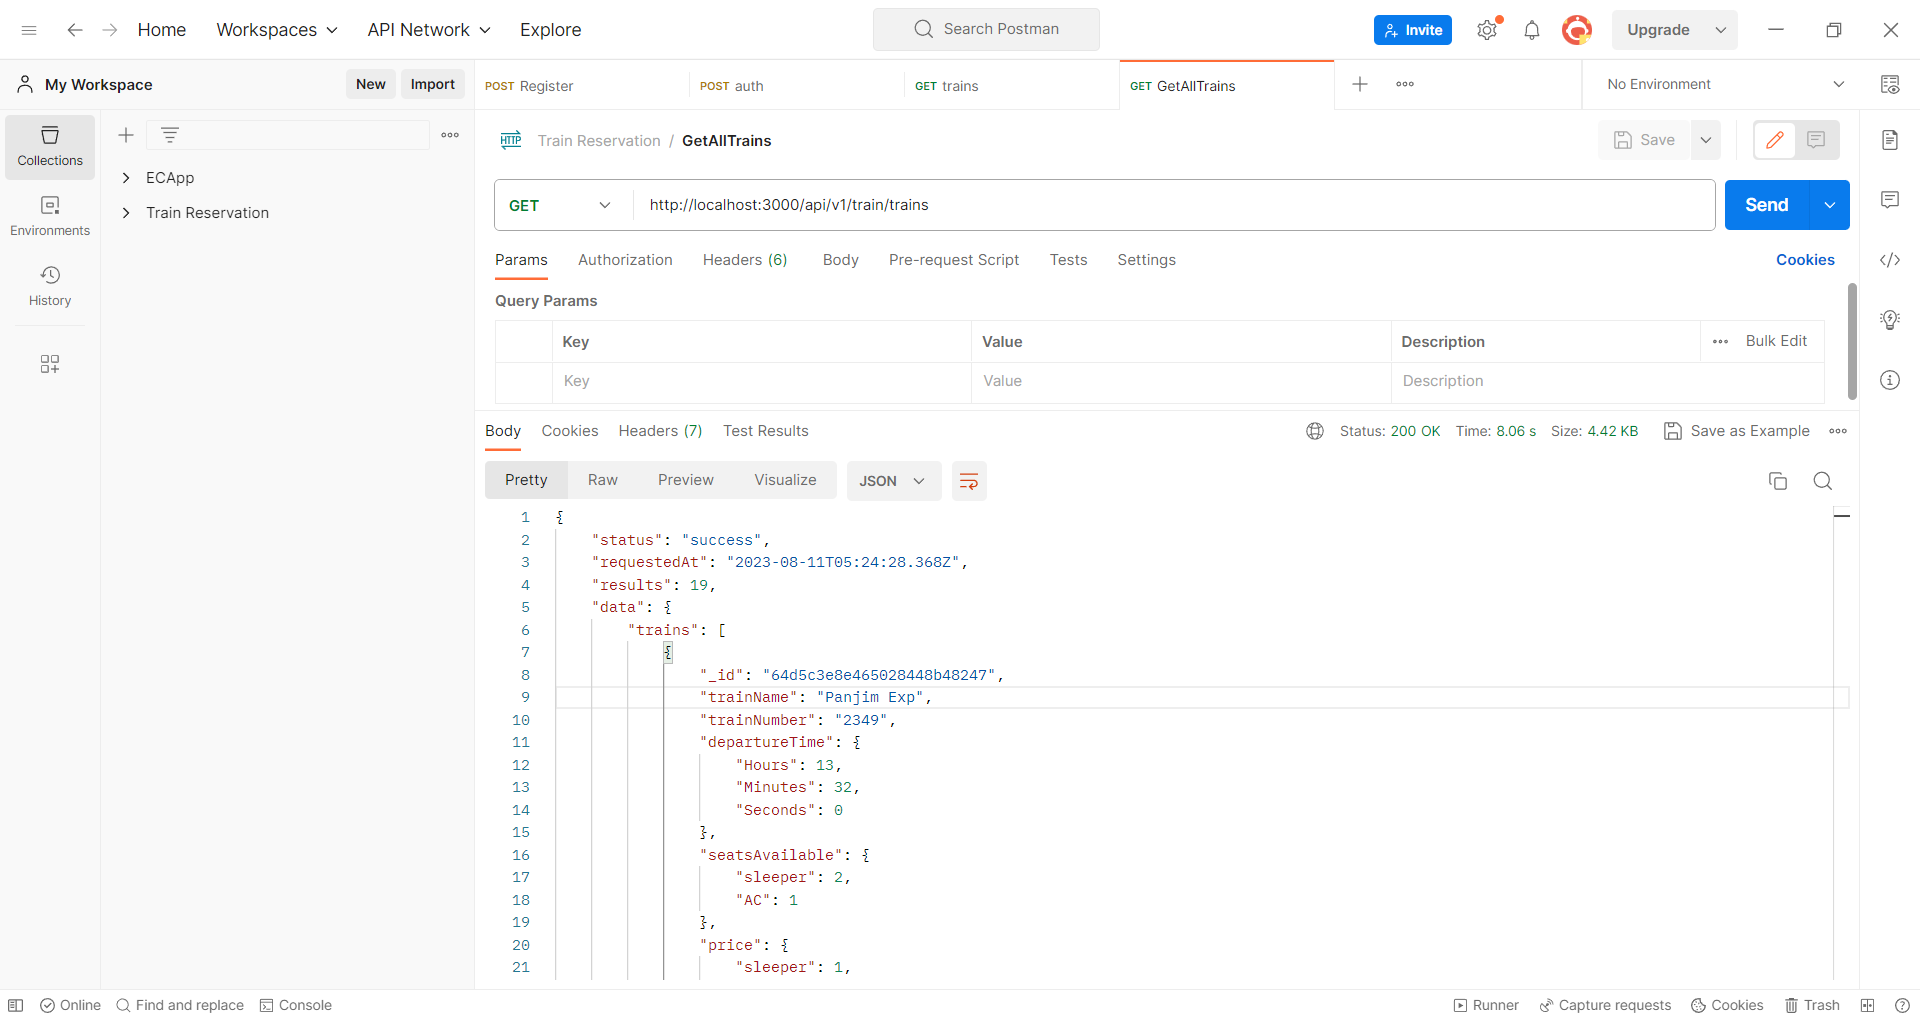 Home Workspaces API Network Explore Search Postman Invite Upgrade
My Workspace New Import POST Register POST auth GET trains GET GetAllTrains No Environment
Collections
Environments
History
ECApp
Train Reservation
HTTP Train Reservation / GetAllTrains Save
GET http://localhost:3000/api/v1/train/trains Send
Params Authorization Headers (6) Body Pre-request Script Tests Settings Cookies
Query Params
Key Value Description Bulk Edit
Key Value Description
Body Cookies Headers (7) Test Results Status: 200 OK Time: 8.06 s Size: 4.42 KB Save as Example
Pretty Raw Preview Visualize JSON
1 {
2 "status": "success",
3 "requestedAt": "2023-08-11T05:24:28.368Z",
4 "results": 19,
5 "data": {
6 "trains": [
7 {
8 "_id": "64d5c3e8e465028448b48247",
9 "trainName": "Panjim Exp",
10 "trainNumber": "2349",
11 "departureTime": {
12 "Hours": 13,
13 "Minutes": 32,
14 "Seconds": 0
15 },
16 "seatsAvailable": {
17 "sleeper": 2,
18 "AC": 1
19 },
20 "price": {
21 "sleeper": 1,
Online Find and replace Console Runner Capture requests Cookies Trash